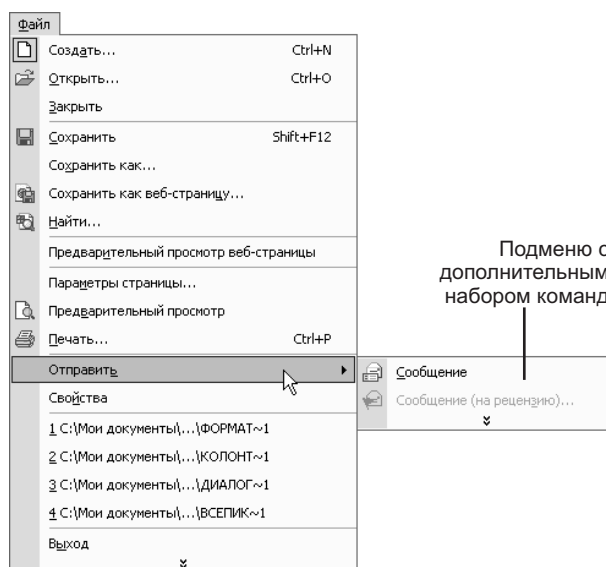 Файл
Создать... Ctrl+N
Открыть... Ctrl+O
Закрыть
Сохранить Shift+F12
Сохранить как...
Сохранить как веб-страницу...
Найти...
Предварительный просмотр веб-страницы
Параметры страницы...
Предварительный просмотр
Печать... Ctrl+P
Отправить
Свойства
1 C:\Мои документы\...\ФОРМАТ~1
2 C:\Мои документы\...\КОЛОНТ~1
3 C:\Мои документы\...\ДИАЛОГ~1
4 C:\Мои документы\...\ВСЕПИК~1
Выход
Подменю с
дополнительным
набором команд
Сообщение
Сообщение (на рецензию)...